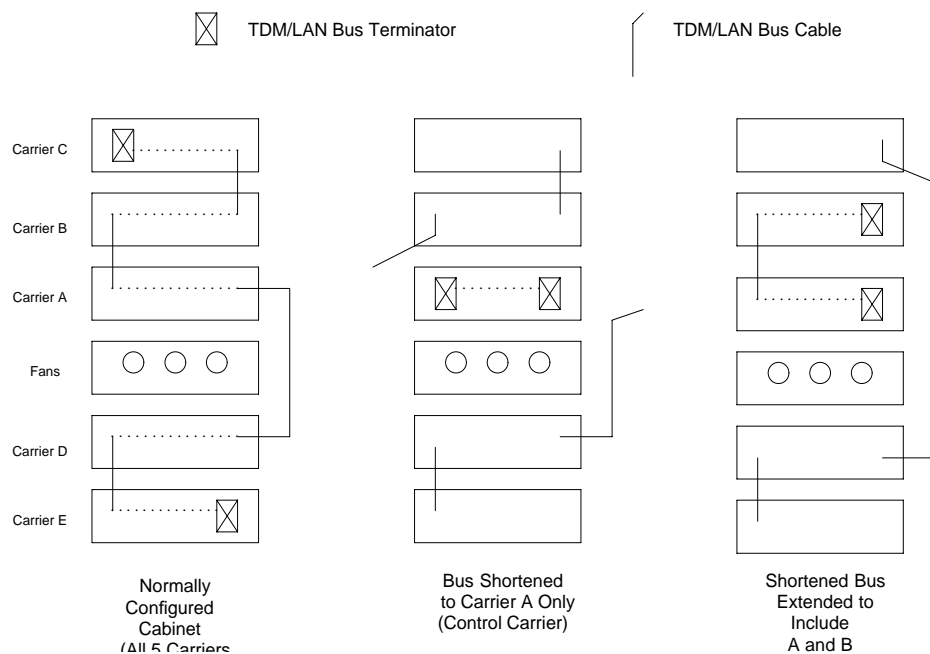 TDM/LAN Bus Terminator
TDM/LAN Bus Cable
Carrier C
Carrier B
Carrier A
Fans
Carrier D
Carrier E
Normally
Configured
Cabinet
(All 5 Carriers
Bus Shortened
to Carrier A Only
(Control Carrier)
Shortened Bus
Extended to
Include
A and B